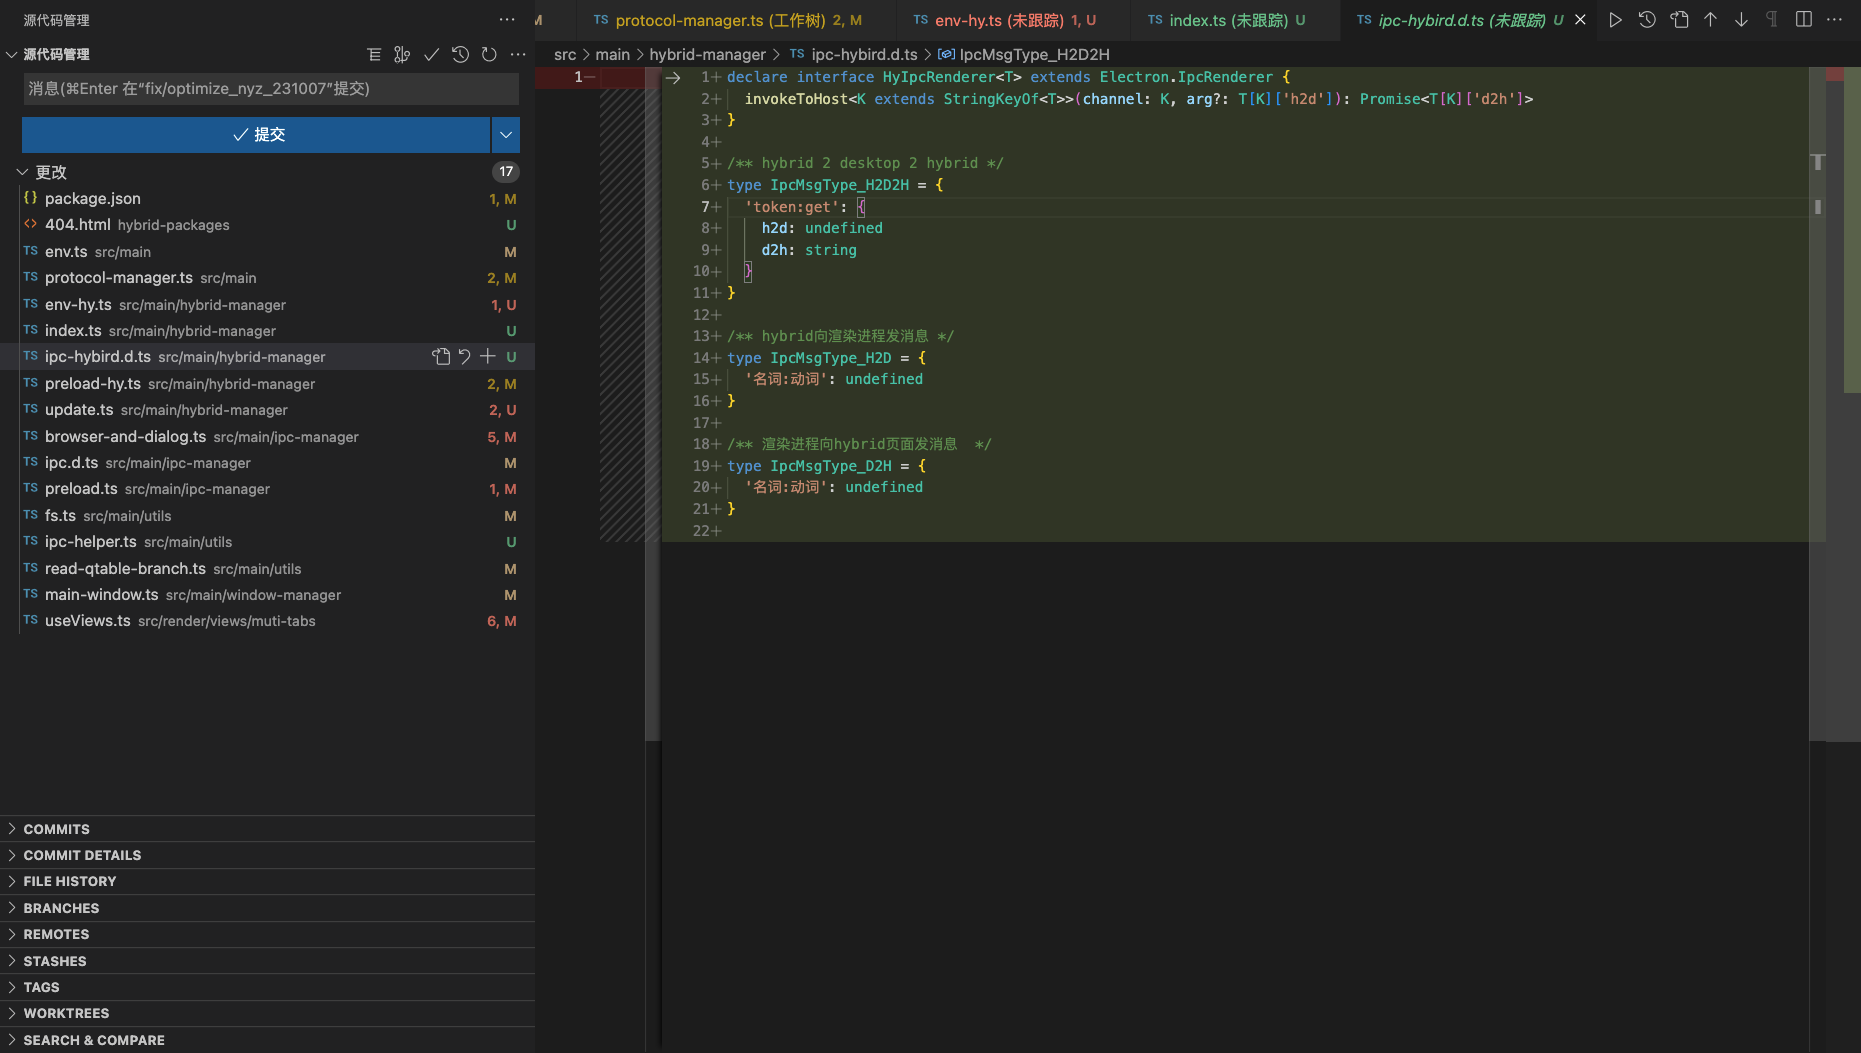 源代码管理
源代码管理
消息(⌘Enter 在"fix/optimize_nyz_231007"提交)
提交
更改 17
{} package.json 1, M
<> 404.html hybrid-packages U
TS env.ts src/main M
TS protocol-manager.ts src/main 2, M
TS env-hy.ts src/main/hybrid-manager 1, U
TS index.ts src/main/hybrid-manager U
TS ipc-hybird.d.ts src/main/hybrid-manager U
TS preload-hy.ts src/main/hybrid-manager 2, M
TS update.ts src/main/hybrid-manager 2, U
TS browser-and-dialog.ts src/main/ipc-manager 5, M
TS ipc.d.ts src/main/ipc-manager M
TS preload.ts src/main/ipc-manager 1, M
TS fs.ts src/main/utils M
TS ipc-helper.ts src/main/utils U
TS read-qtable-branch.ts src/main/utils M
TS main-window.ts src/main/window-manager M
TS useViews.ts src/render/views/muti-tabs 6, M
COMMITS
COMMIT DETAILS
FILE HISTORY
BRANCHES
REMOTES
STASHES
TAGS
WORKTREES
SEARCH & COMPARE
M TS protocol-manager.ts (工作树) 2, M TS env-hy.ts (未跟踪) 1, U TS index.ts (未跟踪) U TS ipc-hybird.d.ts (未跟踪) U
src > main > hybrid-manager > TS ipc-hybird.d.ts > IpcMsgType_H2D2H
1−
1+ declare interface HyIpcRenderer<T> extends Electron.IpcRenderer {
2+ invokeToHost<K extends StringKeyOf<T>>(channel: K, arg?: T[K]['h2d']): Promise<T[K]['d2h']>
3+ }
4+
5+ /** hybrid 2 desktop 2 hybrid */
6+ type IpcMsgType_H2D2H = {
7+ 'token:get': {
8+ h2d: undefined
9+ d2h: string
10+ }
11+ }
12+
13+ /** hybrid向渲染进程发消息 */
14+ type IpcMsgType_H2D = {
15+ '名词:动词': undefined
16+ }
17+
18+ /** 渲染进程向hybrid页面发消息  */
19+ type IpcMsgType_D2H = {
20+ '名词:动词': undefined
21+ }
22+